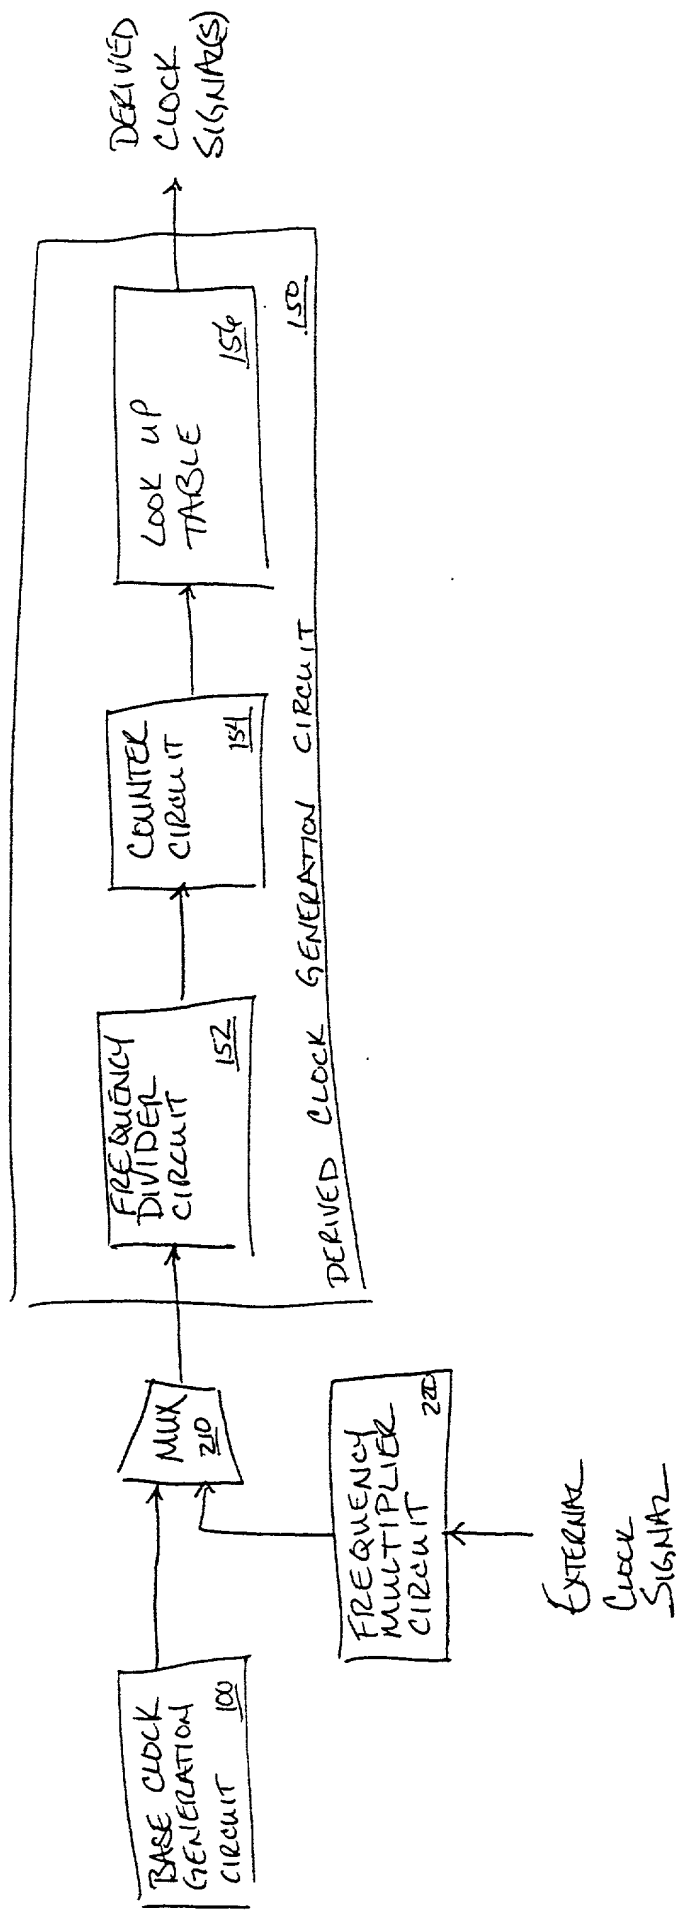 BASE CLOCK
GENERATION
CIRCUIT 100
MUX
210
FREQUENCY
MULTIPLIER
CIRCUIT
220
EXTERNAL
CLOCK
SIGNAL
FREQUENCY
DIVIDER
CIRCUIT
152
COUNTER
CIRCUIT
154
LOOK UP
TABLE
156
DERIVED CLOCK GENERATION CIRCUIT
150
DERIVED
CLOCK
SIGNAL(S)